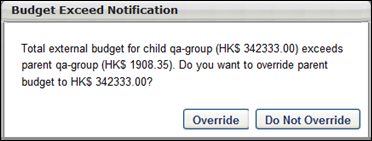 Budget Exceed Notification
Total external budget for child qa-group (HK$ 342333.00) exceeds
parent qa-group (HK$ 1908.35). Do you want to override parent
budget to HK$ 342333.00?
Override Do Not Override